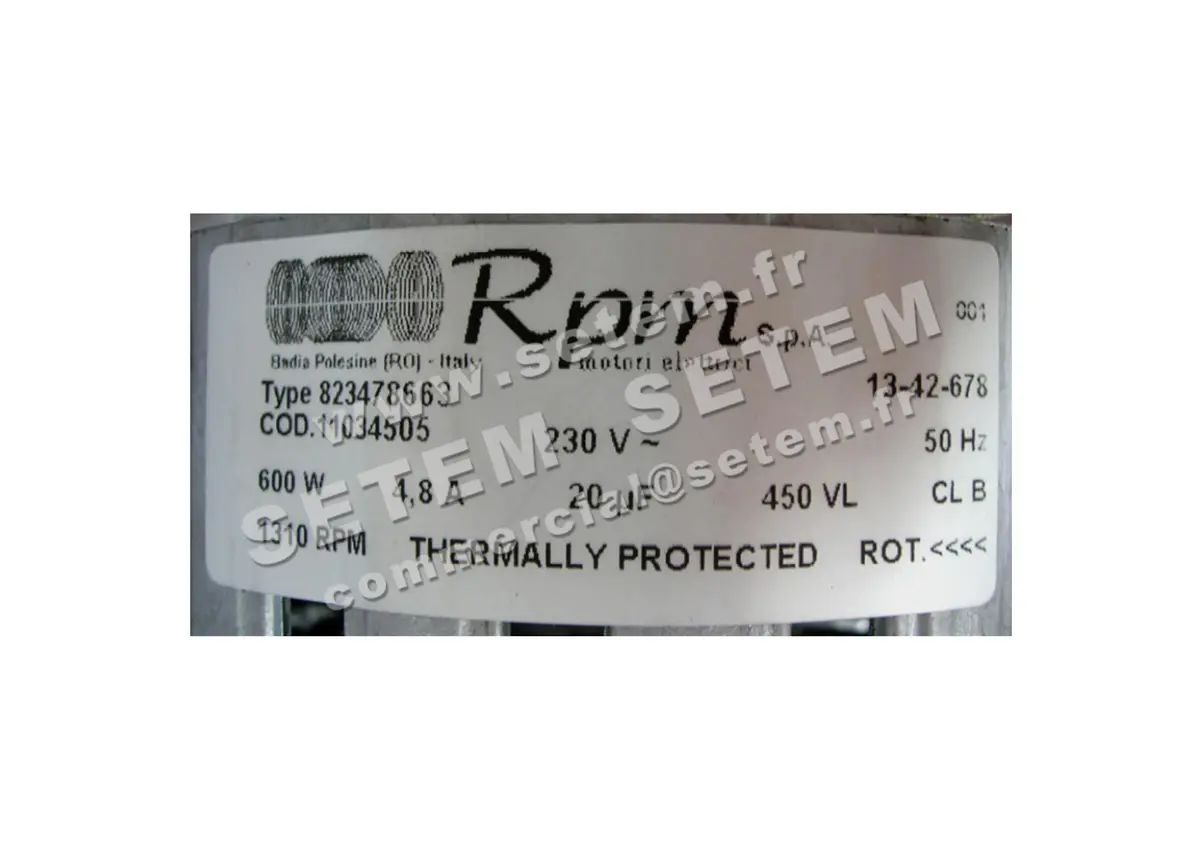 Rpm S.p.A.
001
Badia Polesine (RO) - Italy
motori elettrici
Type 823478663
13-42-678
COD.11034505
230 V ~
50 Hz
600 W
4,8 A
20 µF
450 VL
CL B
1310 RPM
THERMALLY PROTECTED
ROT.<<<<
www.setem.fr
SETEM SETEM
commercial@setem.fr